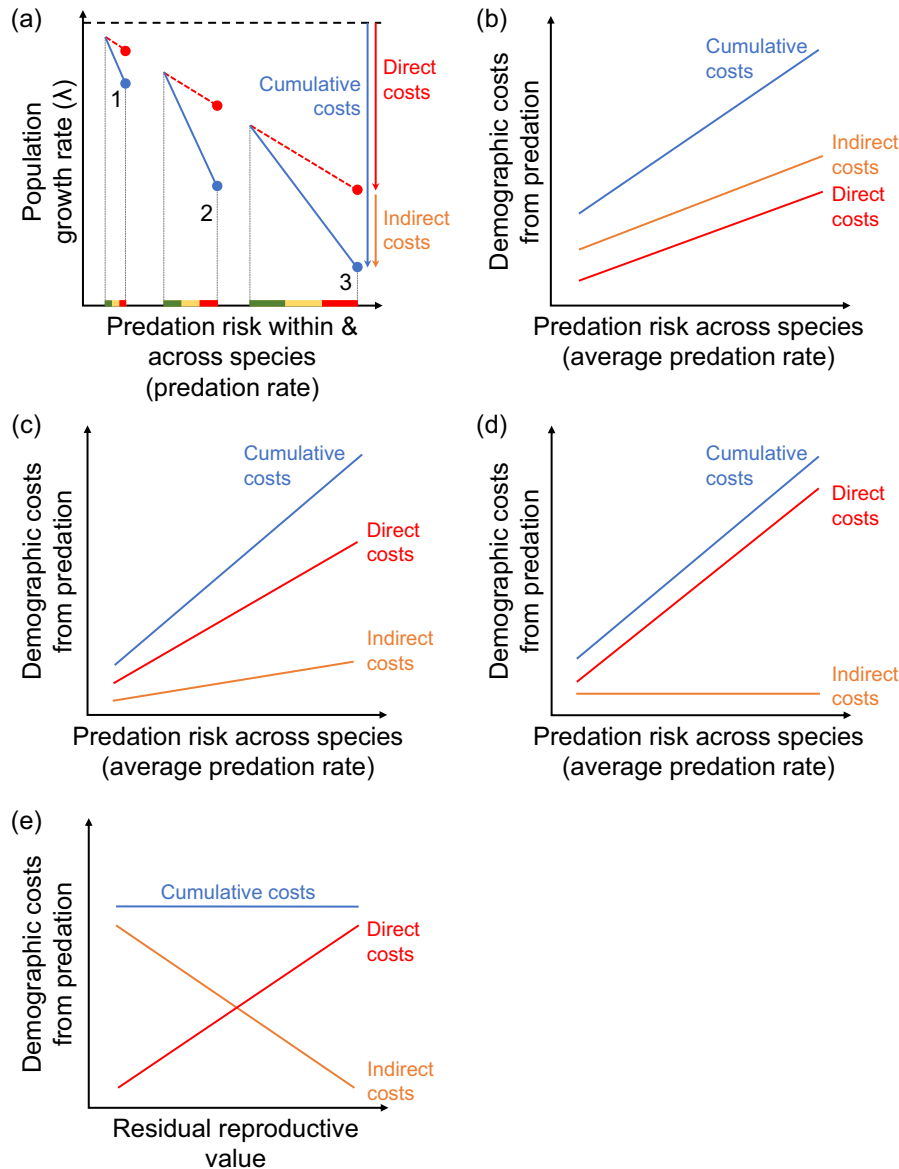 (a)
Population
growth rate (λ)
Cumulative
costs
Direct
costs
Indirect
costs
1
2
3
Predation risk within &
across species
(predation rate)
(b)
Demographic costs
from predation
Cumulative
costs
Indirect
costs
Direct
costs
Predation risk across species
(average predation rate)
(c)
Demographic costs
from predation
Cumulative
costs
Direct
costs
Indirect
costs
Predation risk across species
(average predation rate)
(d)
Demographic costs
from predation
Cumulative
costs
Direct
costs
Indirect
costs
Predation risk across species
(average predation rate)
(e)
Demographic costs
from predation
Cumulative costs
Direct
costs
Indirect
costs
Residual reproductive
value